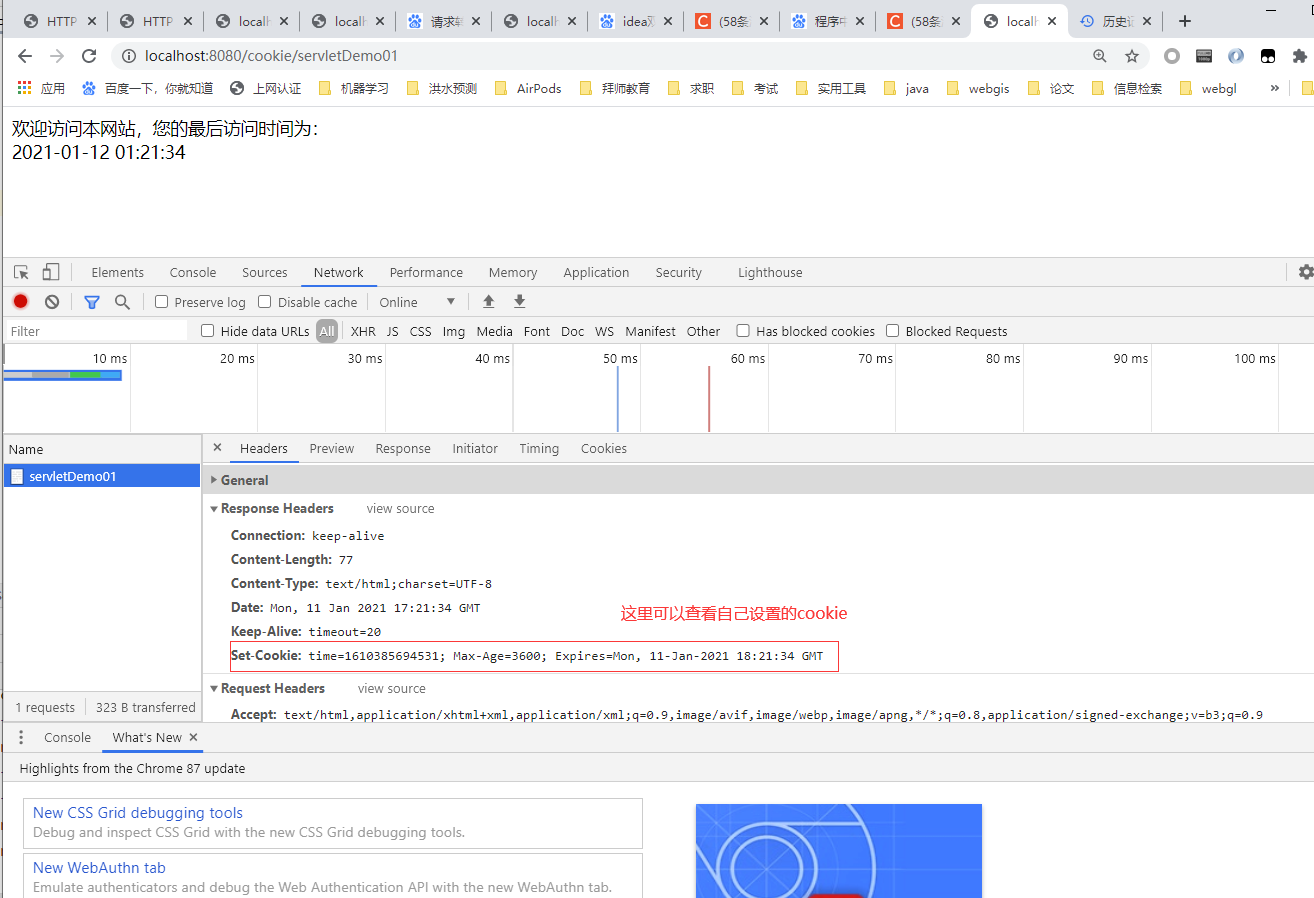 HTTP HTTP localh localh 请求转 localh idea双 (58条 程序中 (58条 localh 历史记
localhost:8080/cookie/servletDemo01
应用 百度一下，你就知道 上网认证 机器学习 洪水预测 AirPods 拜师教育 求职 考试 实用工具 java webgis 论文 信息检索 webgl »
欢迎访问本网站，您的最后访问时间为：
2021-01-12 01:21:34
Elements Console Sources Network Performance Memory Application Security Lighthouse
Preserve log Disable cache Online
Filter Hide data URLs All XHR JS CSS Img Media Font Doc WS Manifest Other Has blocked cookies Blocked Requests
10 ms 20 ms 30 ms 40 ms 50 ms 60 ms 70 ms 80 ms 90 ms 100 ms
Name
servletDemo01
Headers Preview Response Initiator Timing Cookies
General
Response Headers view source
Connection: keep-alive
Content-Length: 77
Content-Type: text/html;charset=UTF-8
Date: Mon, 11 Jan 2021 17:21:34 GMT
这里可以查看自己设置的cookie
Keep-Alive: timeout=20
Set-Cookie: time=1610385694531; Max-Age=3600; Expires=Mon, 11-Jan-2021 18:21:34 GMT
Request Headers view source
Accept: text/html,application/xhtml+xml,application/xml;q=0.9,image/avif,image/webp,image/apng,*/*;q=0.8,application/signed-exchange;v=b3;q=0.9
1 requests 323 B transferred
Console What's New
Highlights from the Chrome 87 update
New CSS Grid debugging tools
Debug and inspect CSS Grid with the new CSS Grid debugging tools.
New WebAuthn tab
Emulate authenticators and debug the Web Authentication API with the new WebAuthn tab.